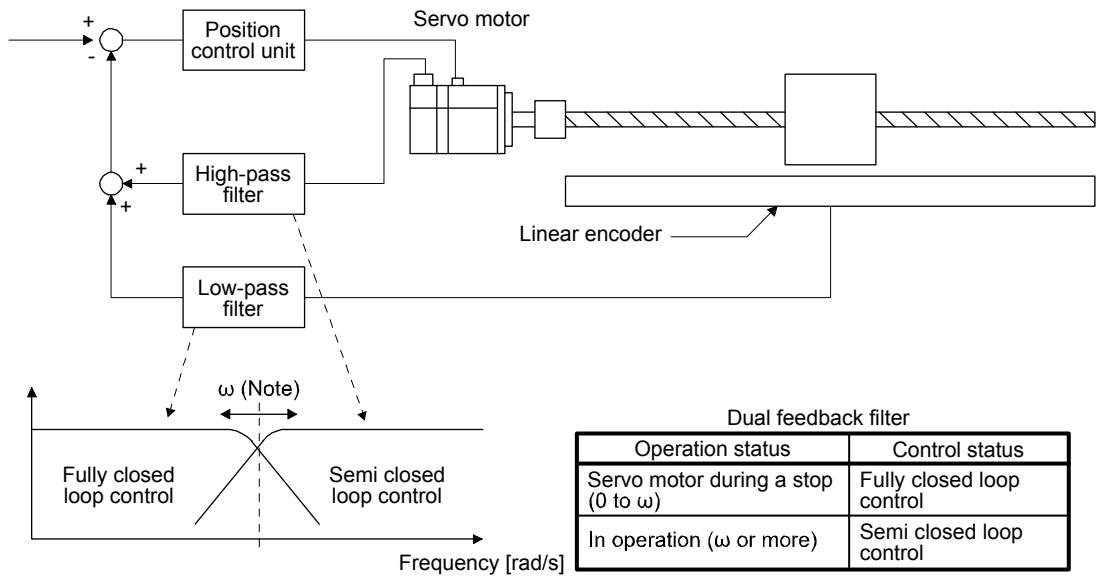 Servo motor
+
-
Position
control unit
+
+
High-pass
filter
Linear encoder
Low-pass
filter
ω (Note)
Fully closed
loop control
Semi closed
loop control
Frequency [rad/s]
Dual feedback filter
Operation status Control status
Servo motor during a stop
(0 to ω)
Fully closed loop
control
In operation (ω or more)
Semi closed loop
control